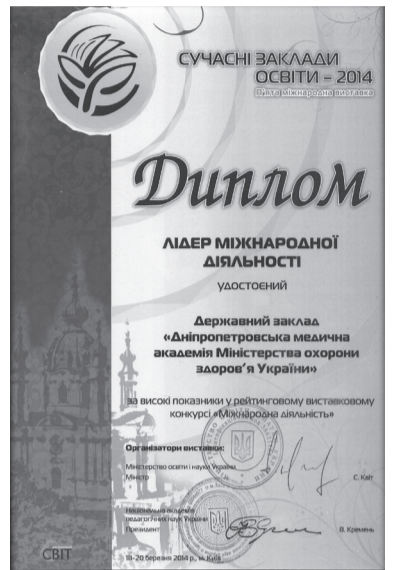 СУЧАСНІ ЗАКЛАДИ
ОСВІТИ – 2014
П'ята міжнародна виставка
Диплом
ЛІДЕР МІЖНАРОДНОЇ
ДІЯЛЬНОСТІ
УДОСТОЄНИЙ
Державний заклад
«Дніпропетровська медична
академія Міністерства охорони
здоров'я України»
за високі показники у рейтинговому виставковому
конкурсі «Міжнародна діяльність»
Організатори виставки:
Міністерство освіти і науки України
Міністр
С. Квіт
Національна академія
педагогічних наук України
Президент
В. Кремень
СВІТ
18-20 березня 2014 р., м. Київ